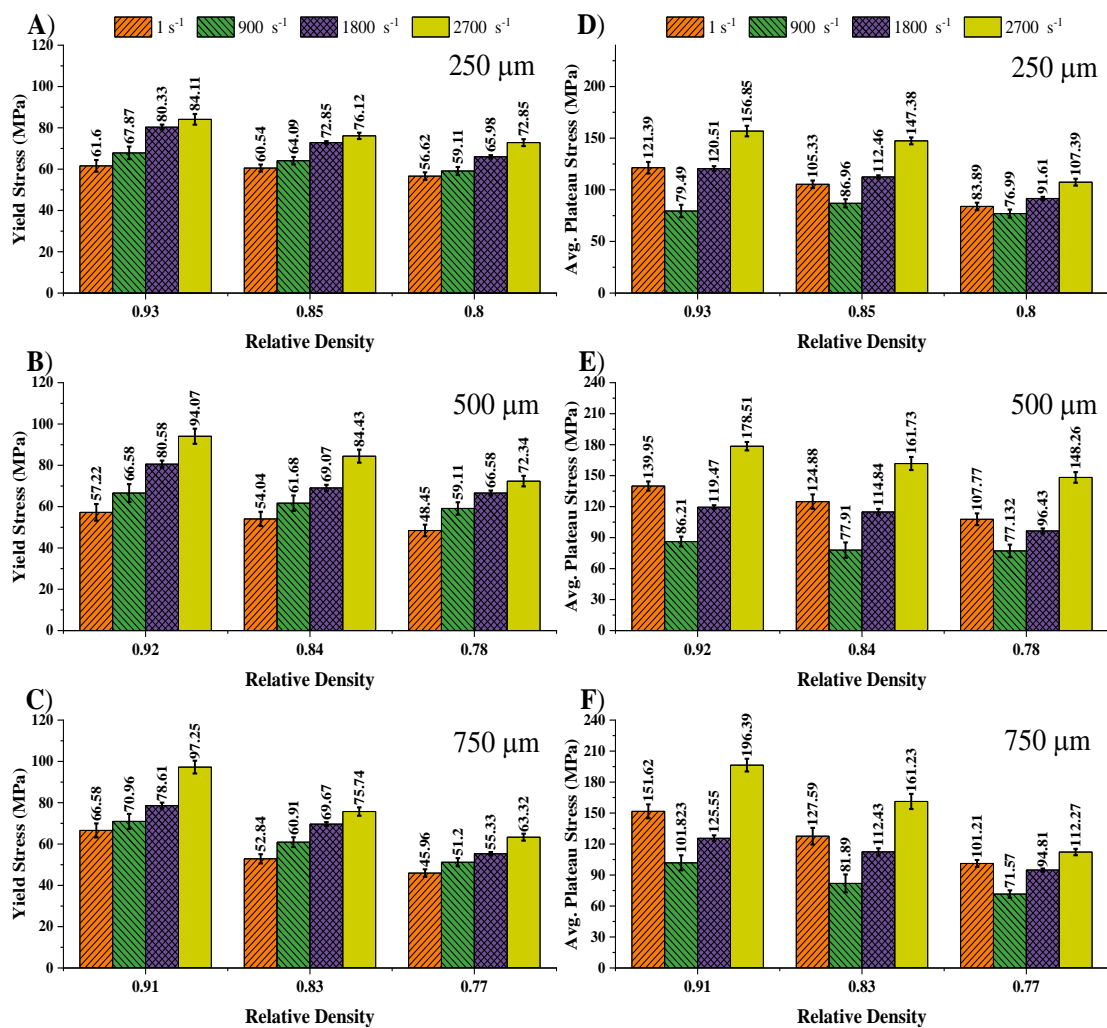 A)
1 s⁻¹ 900 s⁻¹ 1800 s⁻¹ 2700 s⁻¹
250 μm
Yield Stress (MPa)
120
100
80
60
40
20
0
61.6 67.87 80.33 84.11
60.54 64.09 72.85 76.12
56.62 59.11 65.98 72.85
0.93 0.85 0.8
Relative Density
B)
500 μm
Yield Stress (MPa)
120
100
80
60
40
20
0
57.22 66.58 80.58 94.07
54.04 61.68 69.07 84.43
48.45 59.11 66.58 72.34
0.92 0.84 0.78
Relative Density
C)
750 μm
Yield Stress (MPa)
120
100
80
60
40
20
0
66.58 70.96 78.61 97.25
52.84 60.91 69.67 75.74
45.96 51.2 55.33 63.32
0.91 0.83 0.77
Relative Density
D)
1 s⁻¹ 900 s⁻¹ 1800 s⁻¹ 2700 s⁻¹
250 μm
Avg. Plateau Stress (MPa)
200
150
100
50
0
121.39 79.49 120.51 156.85
105.33 86.96 112.46 147.38
83.89 76.99 91.61 107.39
0.93 0.85 0.8
Relative Density
E)
500 μm
Avg. Plateau Stress (MPa)
240
210
180
150
120
90
60
30
0
139.95 86.21 119.47 178.51
124.88 77.91 114.84 161.73
107.77 77.132 96.43 148.26
0.92 0.84 0.78
Relative Density
F)
750 μm
Avg. Plateau Stress (MPa)
240
210
180
150
120
90
60
30
0
151.62 101.823 125.55 196.39
127.59 81.89 112.43 161.23
101.21 71.57 94.81 112.27
0.91 0.83 0.77
Relative Density